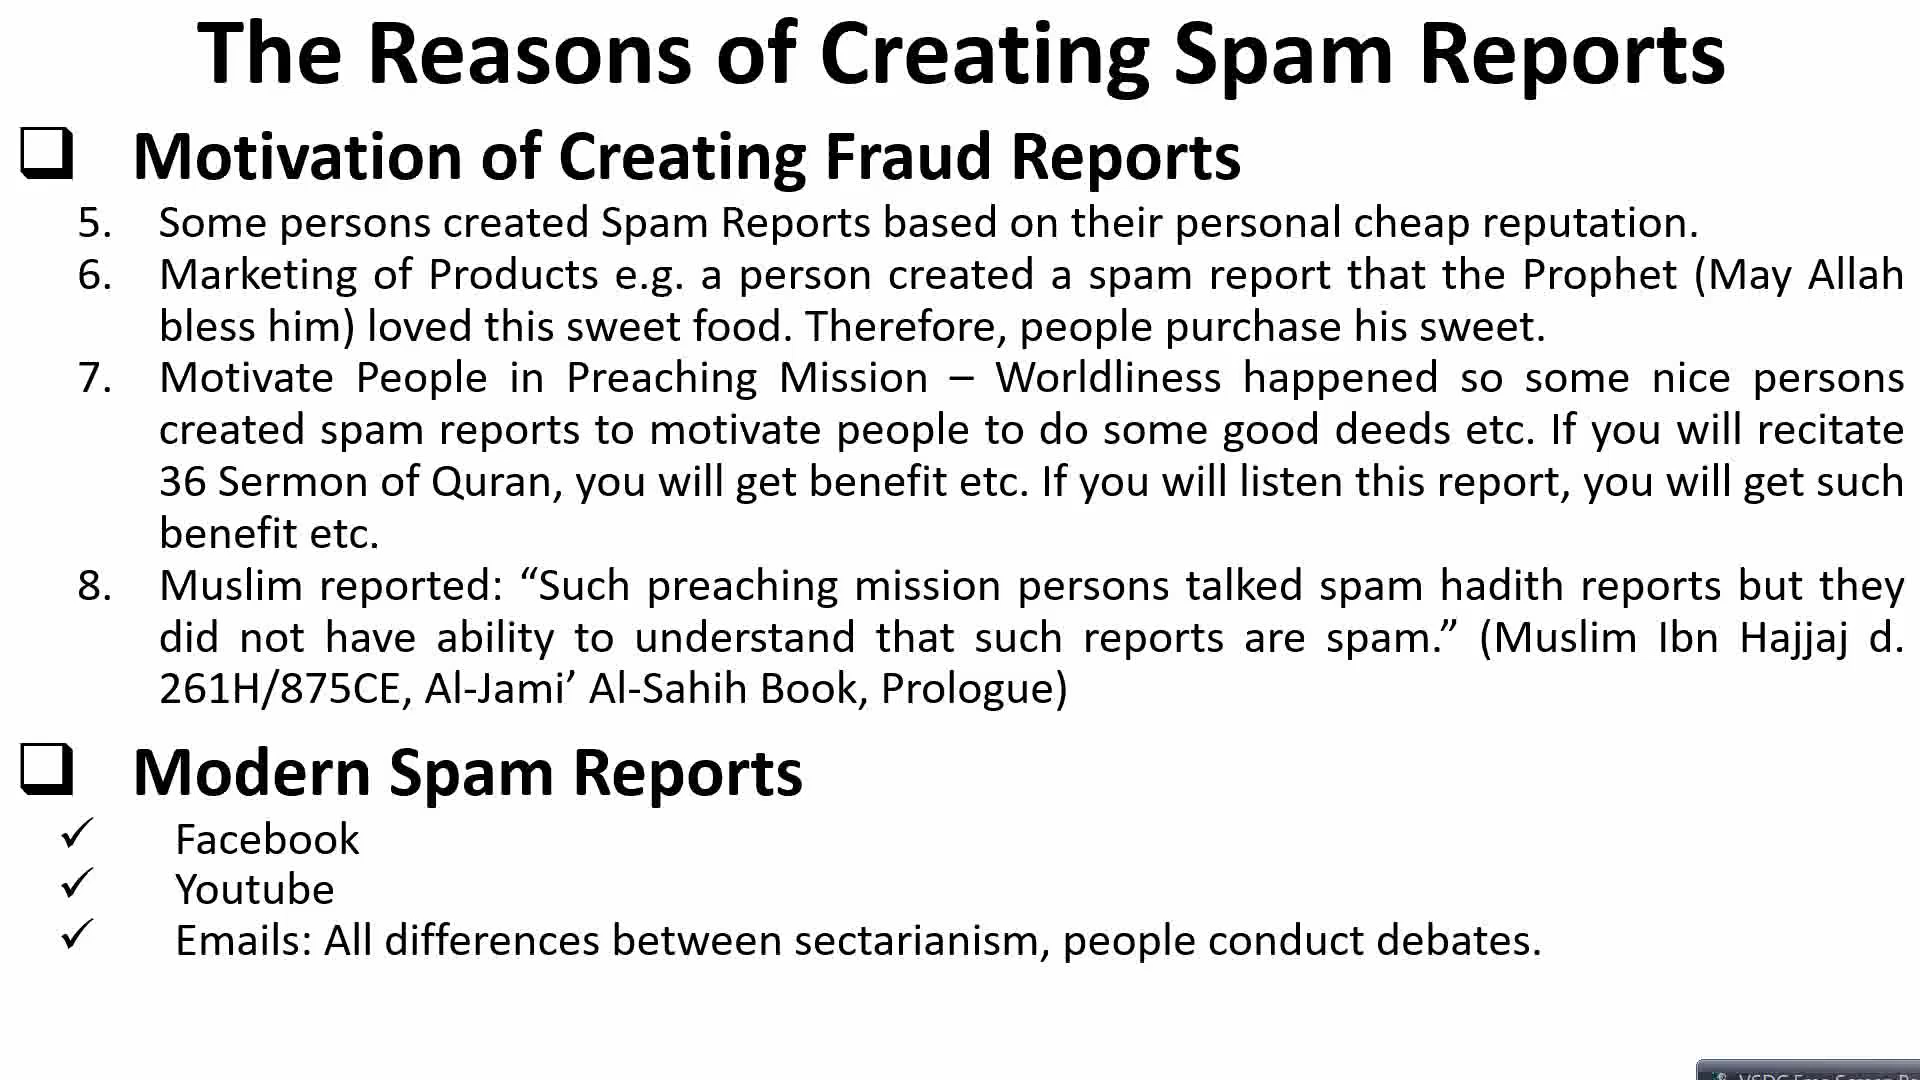 The Reasons of Creating Spam Reports
Motivation of Creating Fraud Reports
5. Some persons created Spam Reports based on their personal cheap reputation.
6. Marketing of Products e.g. a person created a spam report that the Prophet (May Allah
bless him) loved this sweet food. Therefore, people purchase his sweet.
7. Motivate People in Preaching Mission – Worldliness happened so some nice persons
created spam reports to motivate people to do some good deeds etc. If you will recitate
36 Sermon of Quran, you will get benefit etc. If you will listen this report, you will get such
benefit etc.
8. Muslim reported: “Such preaching mission persons talked spam hadith reports but they
did not have ability to understand that such reports are spam.” (Muslim Ibn Hajjaj d.
261H/875CE, Al-Jami’ Al-Sahih Book, Prologue)
Modern Spam Reports
✓ Facebook
✓ Youtube
✓ Emails: All differences between sectarianism, people conduct debates.